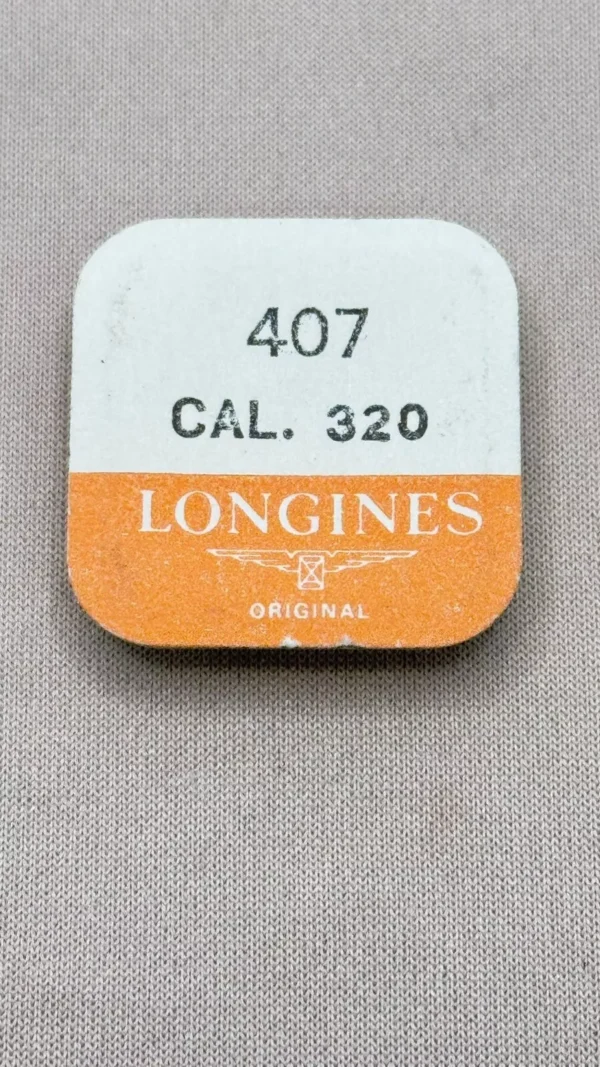 407
CAL. 320
LONGINES
ORIGINAL